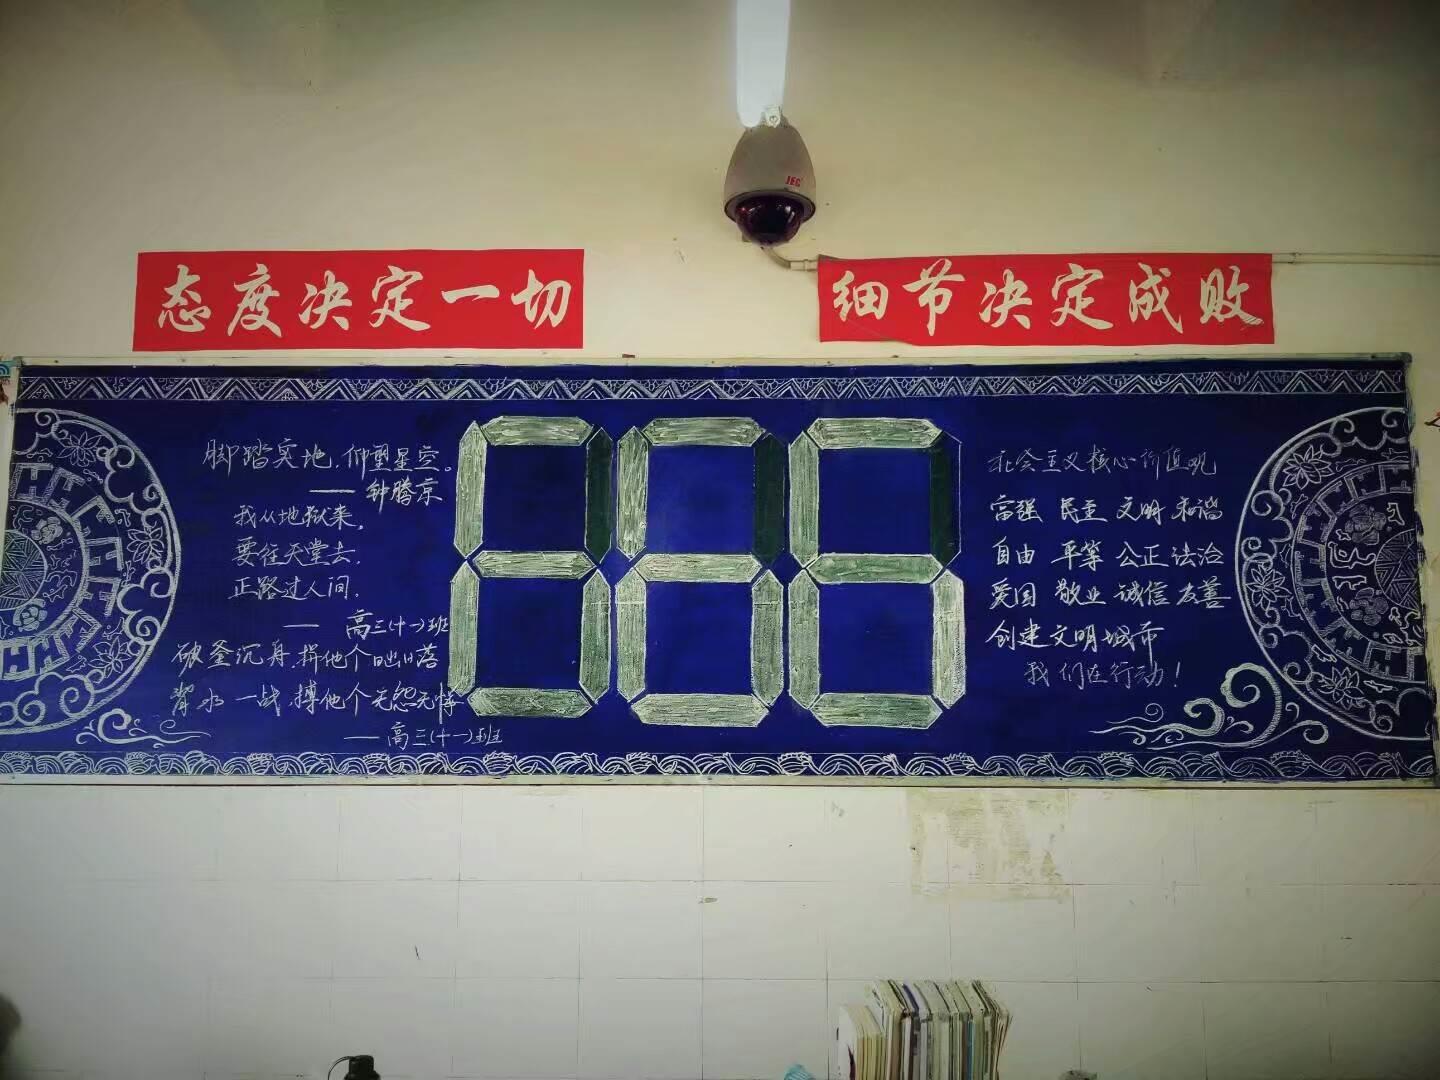 JEC
态度决定一切
细节决定成败
脚踏实地，仰望星空。
——钟腾京
我从地狱来，
要往天堂去，
正路过人间，
——高三(十一)班
破釜沉舟，拼他个日出日落
背水一战，搏他个无怨无悔
——高三(十一)班
666
社会主义核心价值观
富强 民主 文明 和谐
自由 平等 公正 法治
爱国 敬业 诚信 友善
创建文明城市
我们在行动！